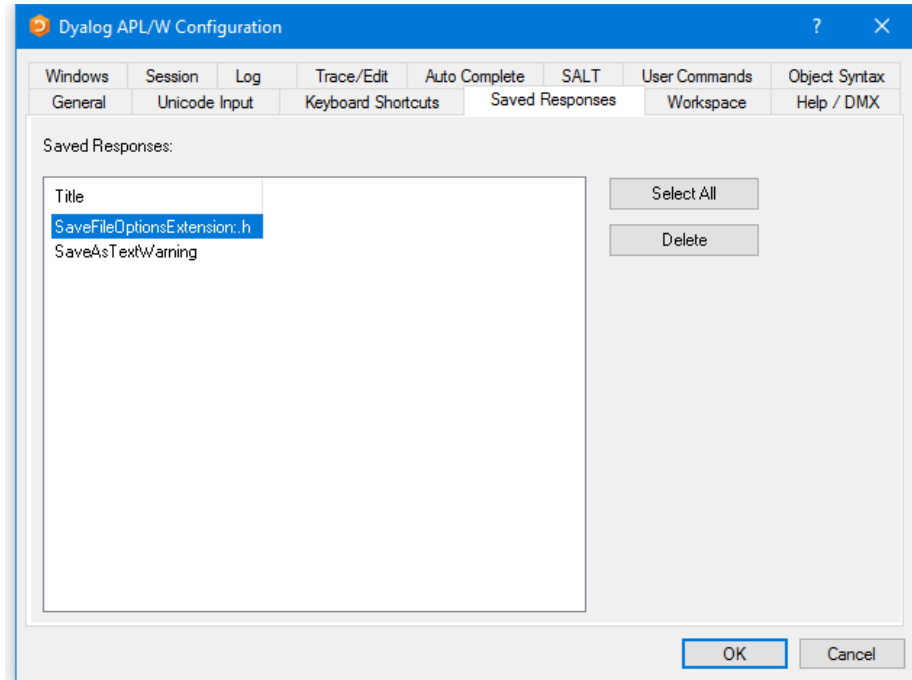 Dyalog APL/W Configuration ? ×
Windows Session Log Trace/Edit Auto Complete SALT User Commands Object Syntax
General Unicode Input Keyboard Shortcuts Saved Responses Workspace Help / DMX
Saved Responses:
Title
SaveFileOptionsExtension:.h
SaveAsTextWarning
Select All
Delete
OK Cancel